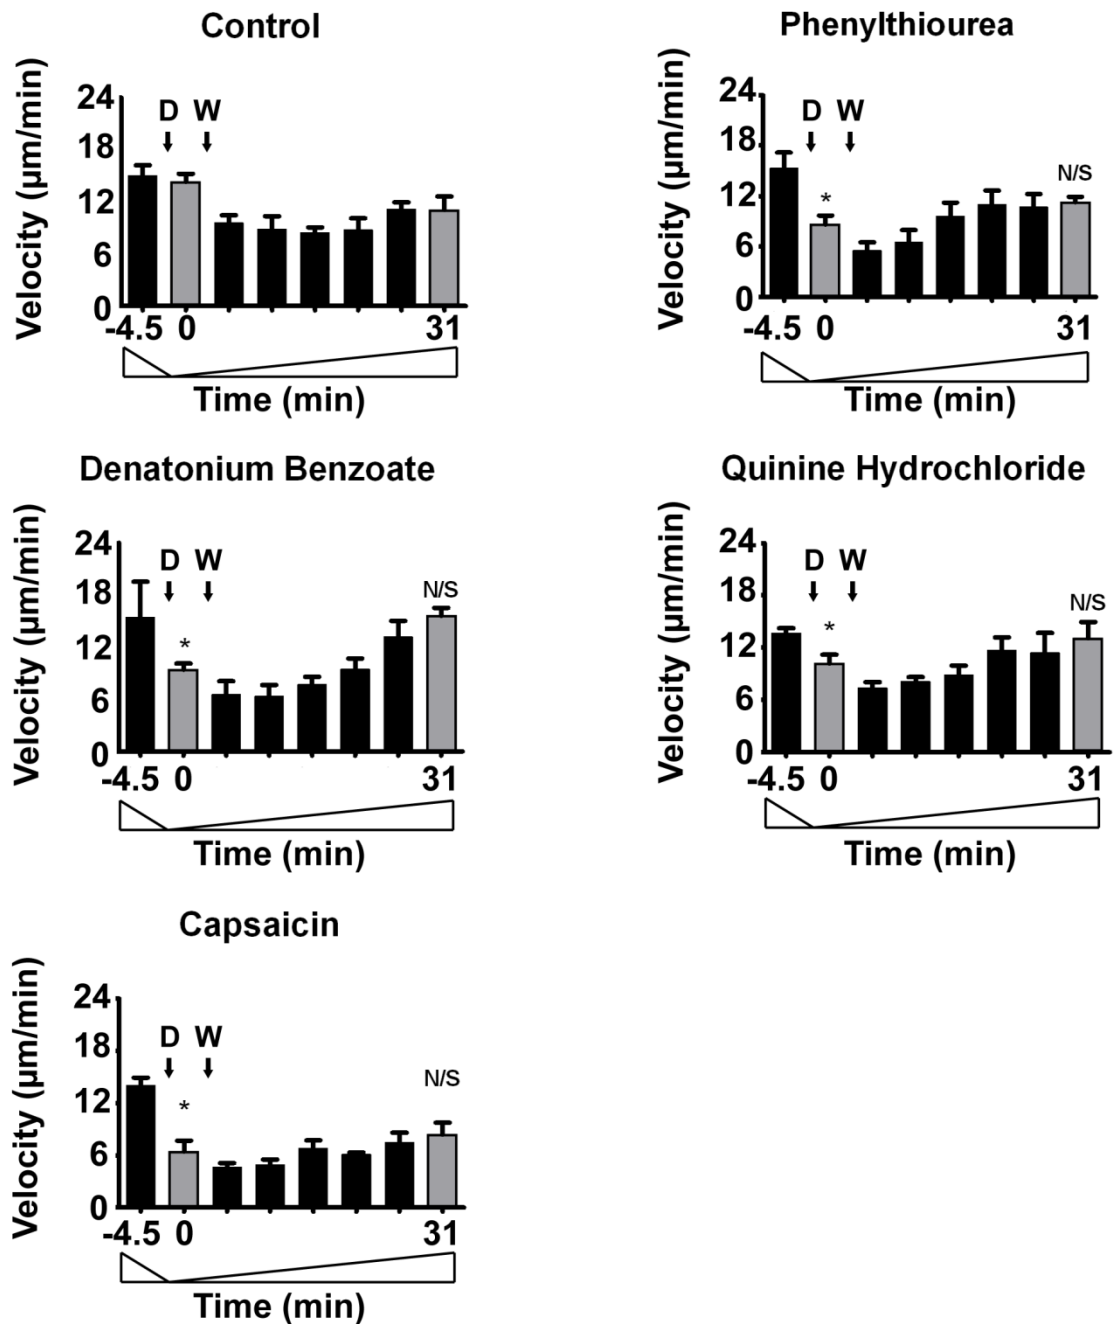 Control
Velocity (µm/min)
24
18
12
6
0
D W
-4.5 0 31
Time (min)
Phenylthiourea
Velocity (µm/min)
24
18
12
6
0
D W
*
N/S
-4.5 0 31
Time (min)
Denatonium Benzoate
Velocity (µm/min)
24
18
12
6
0
D W
*
N/S
-4.5 0 31
Time (min)
Quinine Hydrochloride
Velocity (µm/min)
24
18
12
6
0
D W
*
N/S
-4.5 0 31
Time (min)
Capsaicin
Velocity (µm/min)
24
18
12
6
0
D W
*
N/S
-4.5 0 31
Time (min)